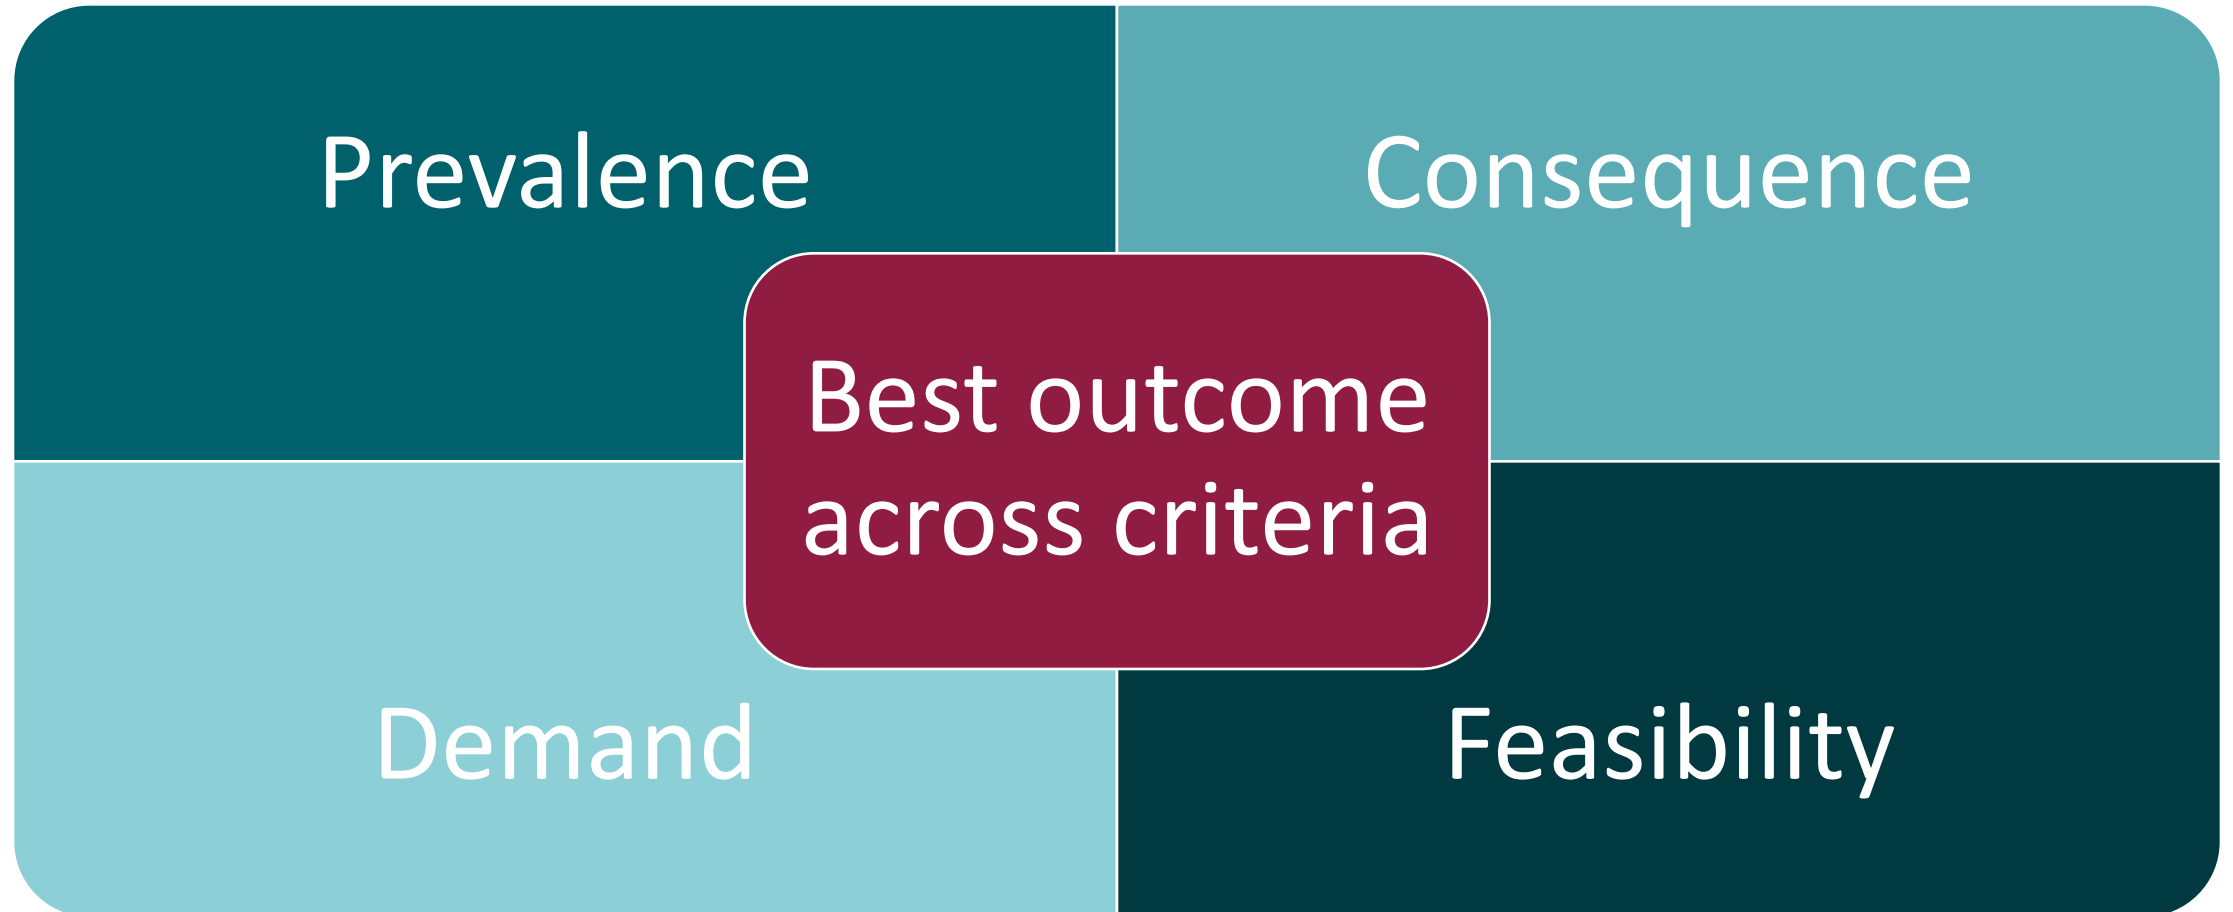 Prevalence
Consequence
Best outcome
across criteria
Demand
Feasibility